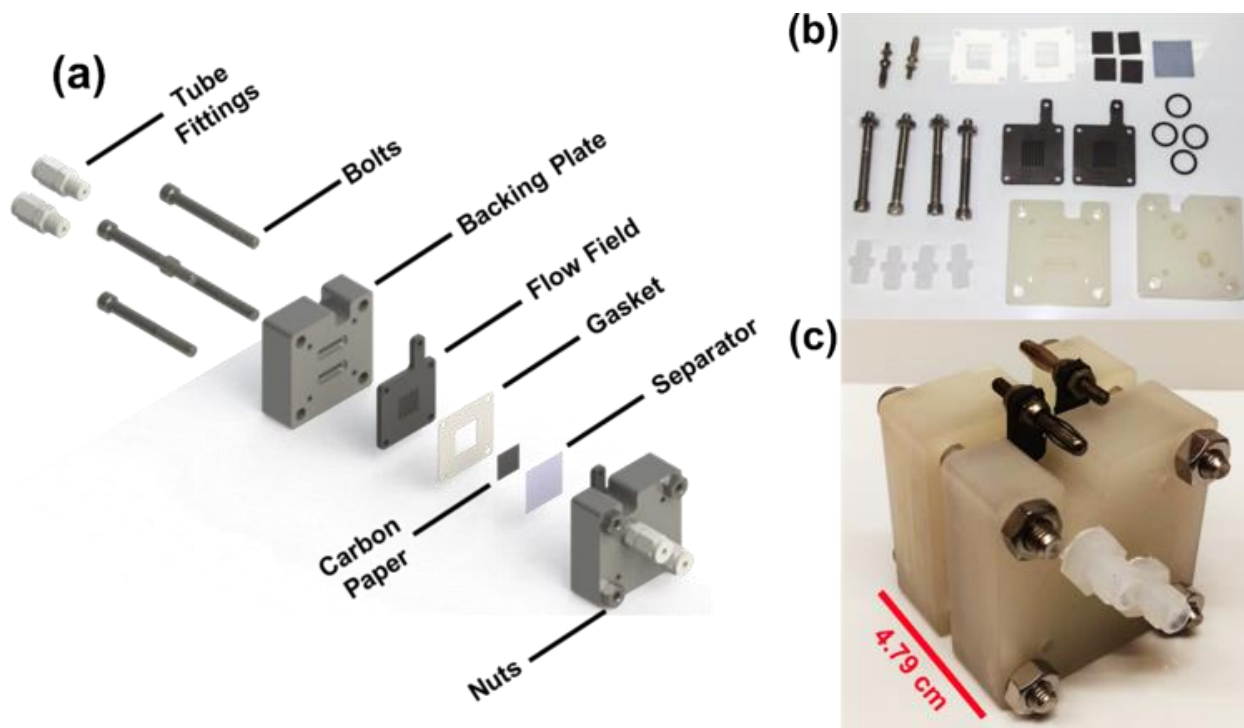 (a)
Tube
Fittings
Bolts
Backing Plate
Flow Field
Gasket
Separator
Carbon
Paper
Nuts
(b)
(c)
4.79 cm